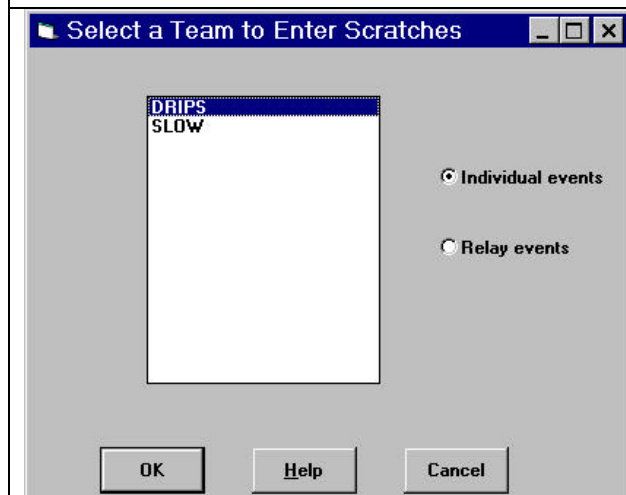 Select a Team to Enter Scratches
DRIPS
SLOW
Individual events
Relay events
OK
Help
Cancel